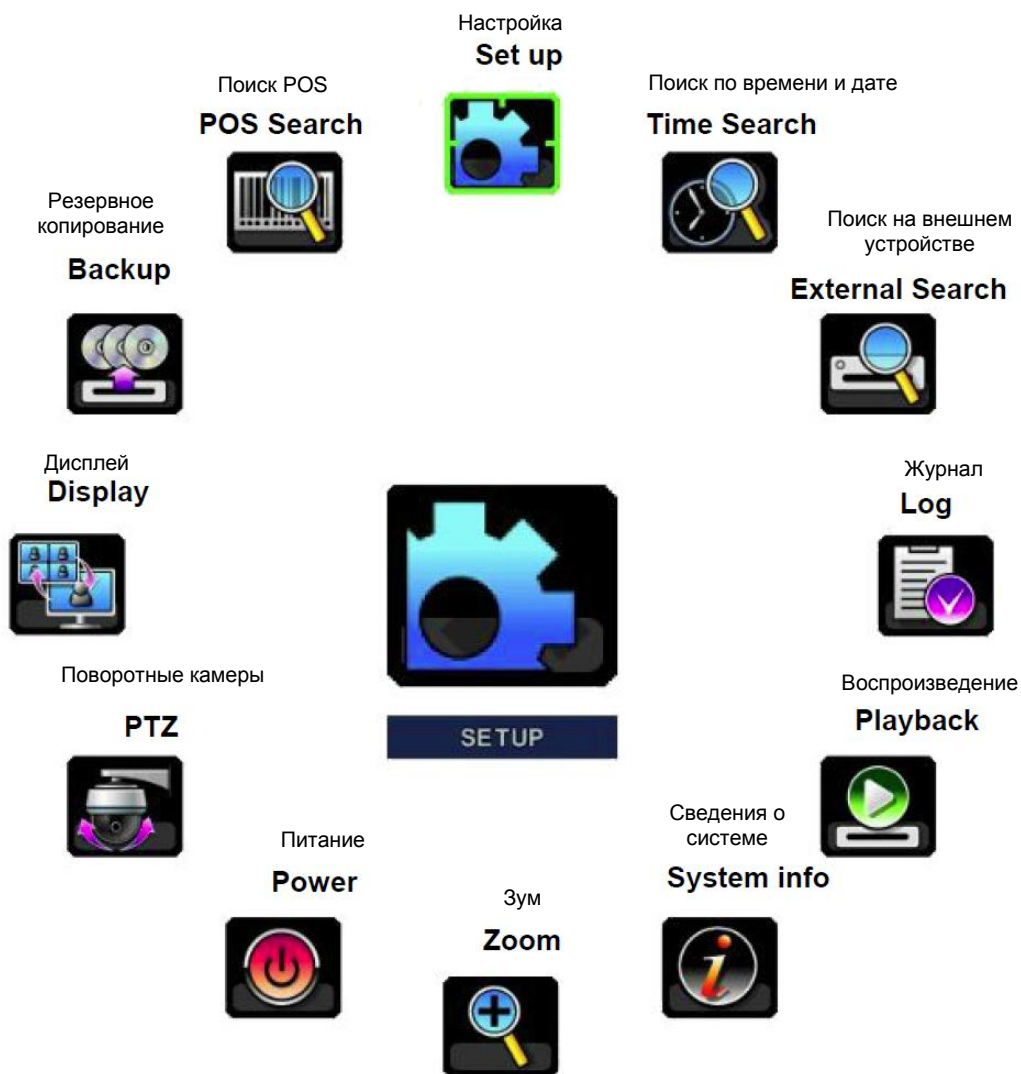 Настройка
Set up
Поиск POS
POS Search
Поиск по времени и дате
Time Search
Резервное
копирование
Backup
Поиск на внешнем
устройстве
External Search
Дисплей
Display
Журнал
Log
Поворотные камеры
PTZ
SETUP
Воспроизведение
Playback
Питание
Power
Зум
Zoom
Сведения о
системе
System info